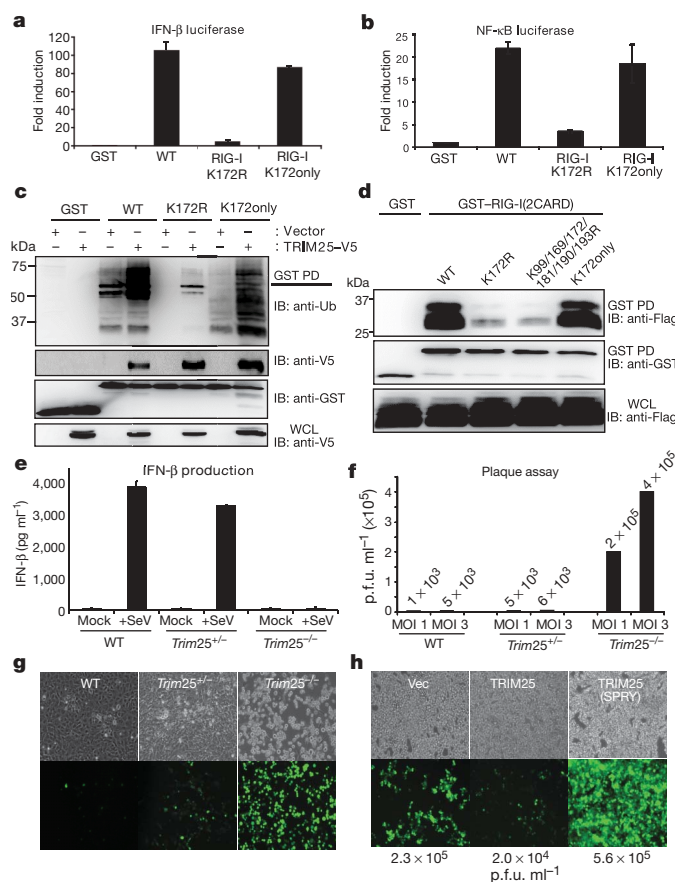 a
IFN-β luciferase
Fold induction
120
100
80
60
40
20
0
GST
WT
RIG-I K172R
RIG-I K172only
b
NF-κB luciferase
Fold induction
25
20
15
10
5
0
GST
WT
RIG-I K172R
RIG-I K172only
c
GST WT K172R K172only
+ – + – + – + – : Vector
– + – + – + – + : TRIM25–V5
kDa
75
50
37
GST PD
IB: anti-Ub
IB: anti-V5
IB: anti-GST
WCL
IB: anti-V5
d
GST GST–RIG-I(2CARD)
WT
K172R
K99/169/172/
181/190/193R
K172only
kDa
37
25
GST PD
IB: anti-Flag
GST PD
IB: anti-GST
WCL
IB: anti-Flag
e
IFN-β production
IFN-β (pg ml⁻¹)
4,000
3,000
2,000
1,000
0
Mock +SeV Mock +SeV Mock +SeV
WT Trim25+/– Trim25–/–
f
Plaque assay
p.f.u. ml⁻¹ (×10⁵)
4
3
2
1
0
1 × 10³
5 × 10³
5 × 10³
6 × 10³
2 × 10⁵
4 × 10⁵
MOI 1 MOI 3 MOI 1 MOI 3 MOI 1 MOI 3
WT Trim25+/– Trim25–/–
g
WT Trim25+/– Trim25–/–
h
Vec TRIM25 TRIM25
(SPRY)
2.3 × 10⁵ 2.0 × 10⁴ 5.6 × 10⁵
p.f.u. ml⁻¹